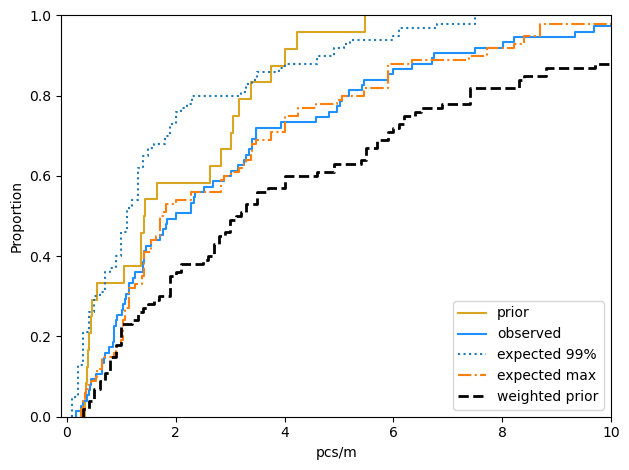 1.0
0.8
0.6
0.4
0.2
0.0
Proportion
0
2
4
6
8
10
pcs/m
prior
observed
expected 99%
expected max
weighted prior